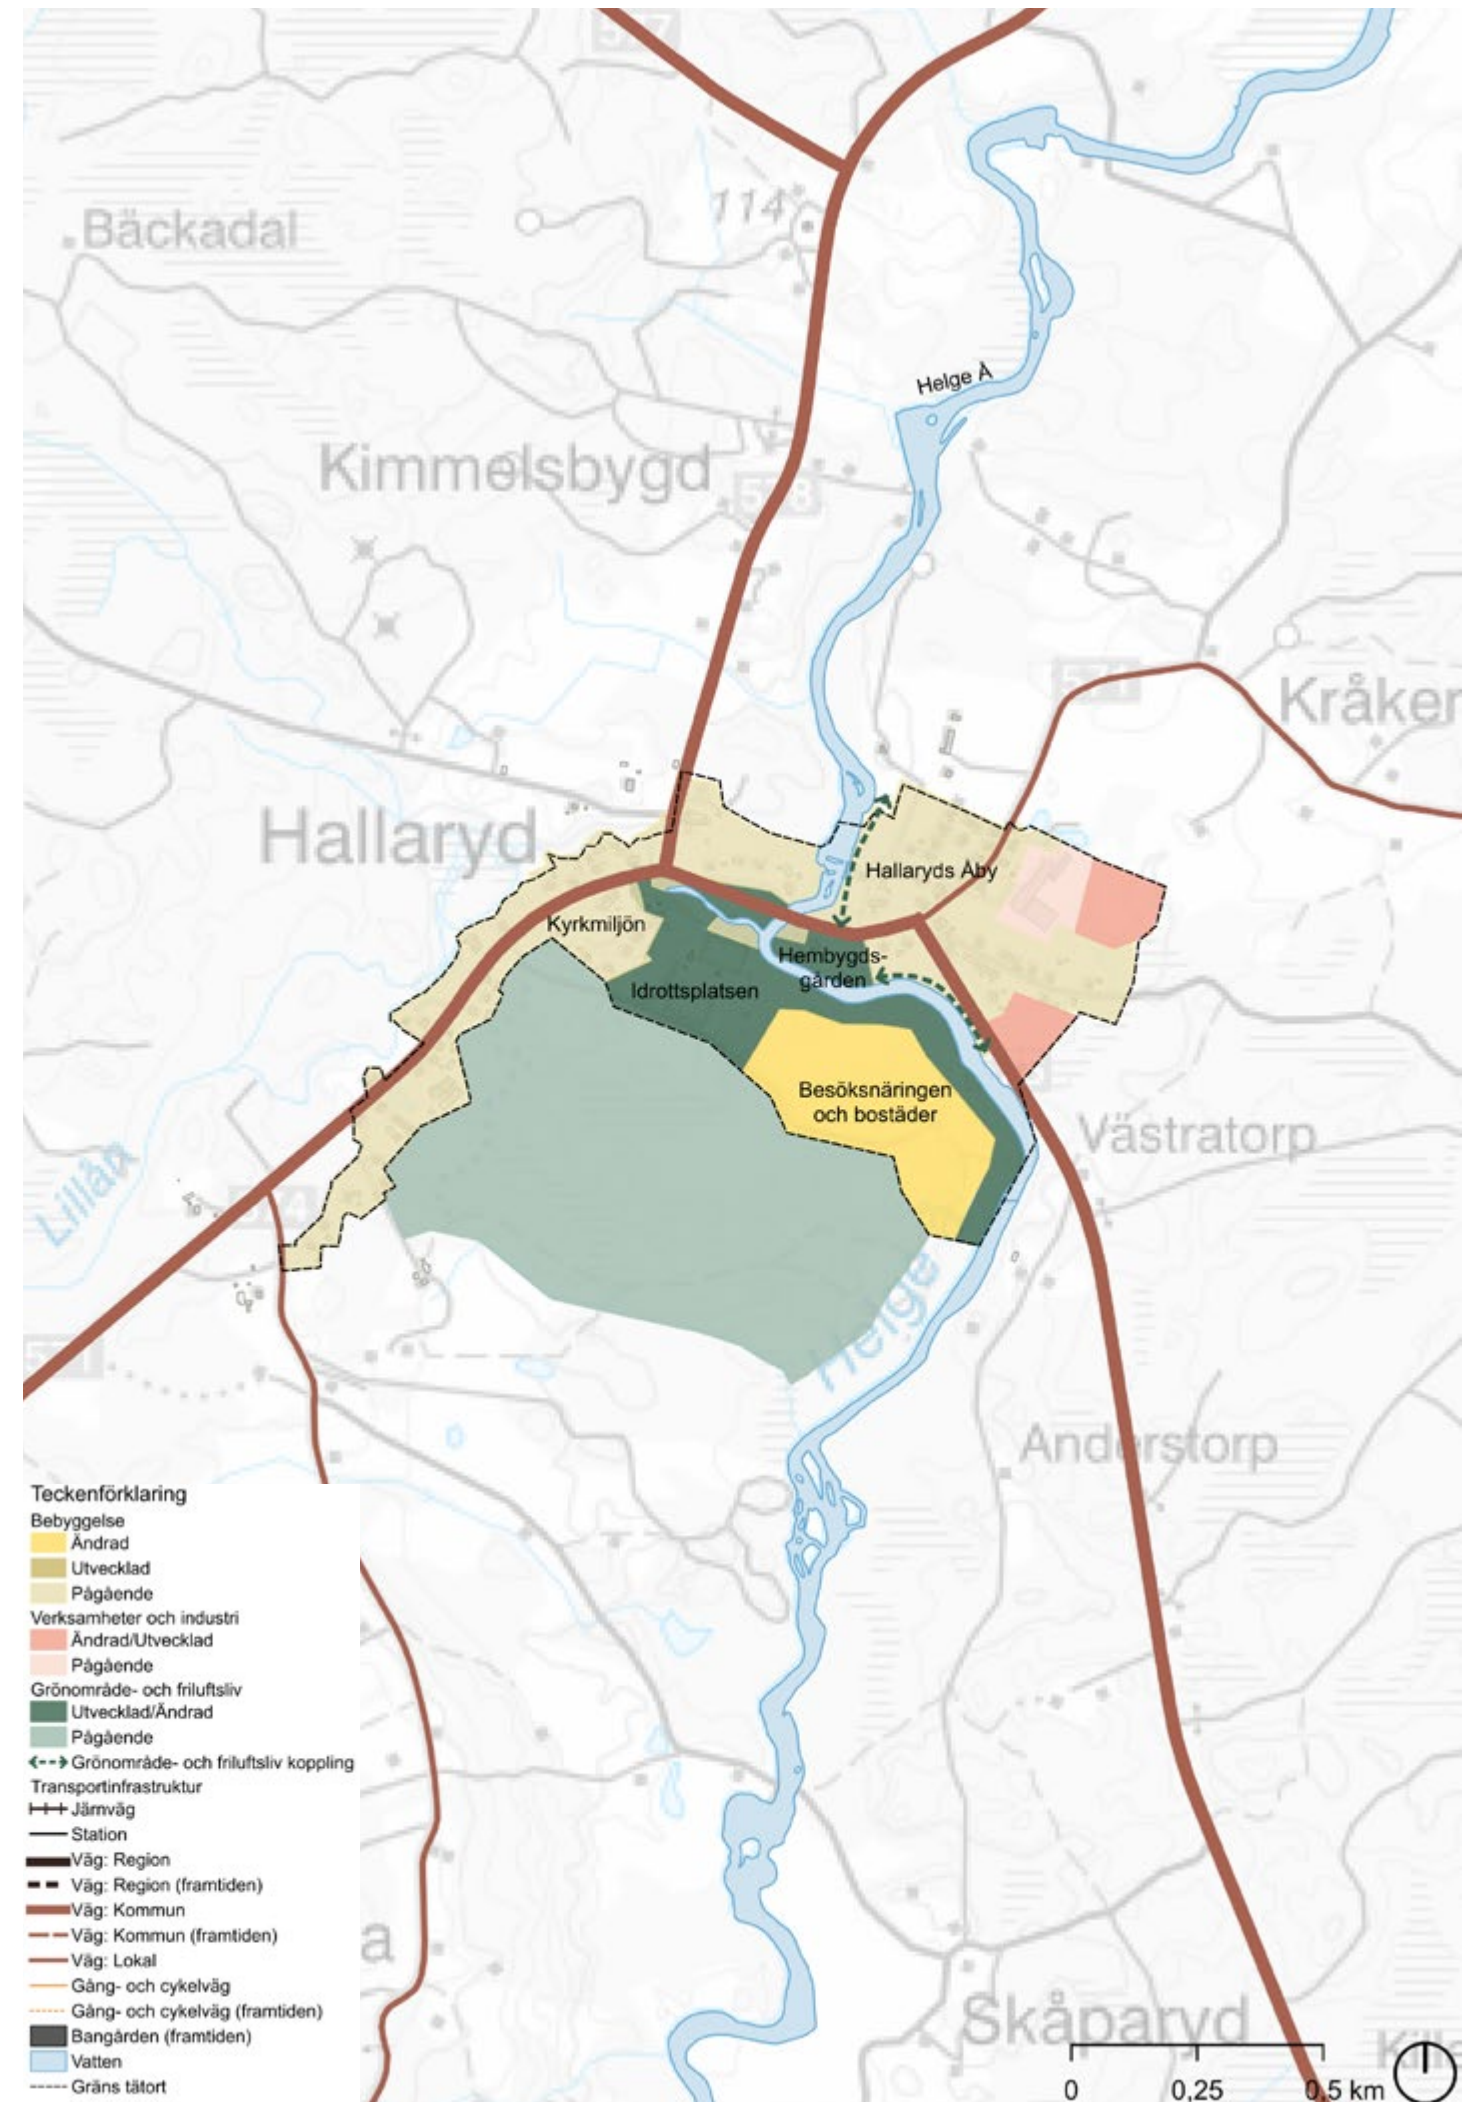 527
114
Bäckadal
Helge Å
Kimmelsbygd
528
Kråker
Hallaryd
Hallaryds Åby
Kyrkmiljön
Hembygds-
gården
Idrottsplatsen
Besöksnäringen
och bostäder
Västratorp
Lillån
Helge
Anderstorp
Teckenförklaring
Bebyggelse
Ändrad
Utvecklad
Pågående
Verksamheter och industri
Ändrad/Utvecklad
Pågående
Grönområde- och friluftsliv
Utvecklad/Ändrad
Pågående
Grönområde- och friluftsliv koppling
Transportinfrastruktur
Järnväg
Station
Väg: Region
Väg: Region (framtiden)
Väg: Kommun
Väg: Kommun (framtiden)
Väg: Lokal
Gång- och cykelväg
Gång- och cykelväg (framtiden)
Bangården (framtiden)
Vatten
Gräns tätort
a
Skåparyd
Kille
0 0,25 0,5 km